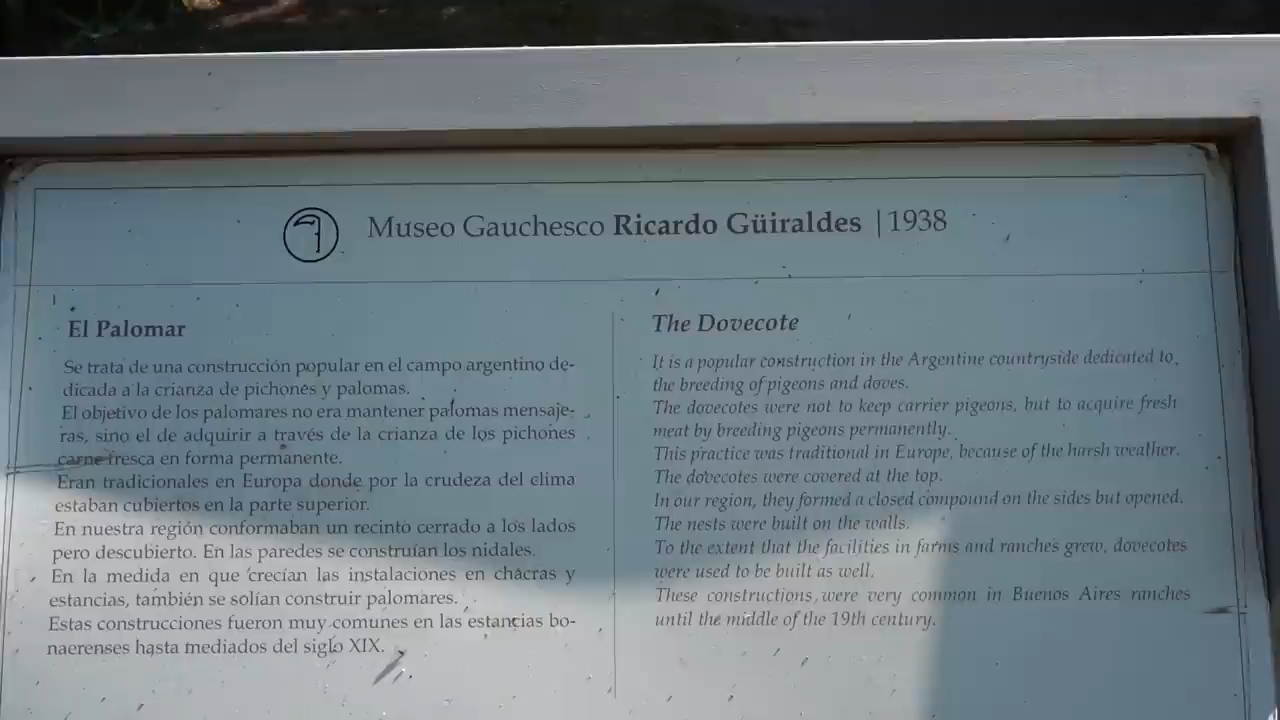 Museo Gauchesco Ricardo Güiraldes | 1938
El Palomar
Se trata de una construcción popular en el campo argentino de-
dicada a la crianza de pichones y palomas.
El objetivo de los palomares no era mantener palomas mensaje-
ras, sino el de adquirir a través de la crianza de los pichones
carne fresca en forma permanente.
Eran tradicionales en Europa donde por la crudeza del clima
estaban cubiertos en la parte superior.
En nuestra región conformaban un recinto cerrado a los lados
pero descubierto. En las paredes se construían los nidales.
En la medida en que crecían las instalaciones en chacras y
estancias, también se solían construir palomares.
Estas construcciones fueron muy comunes en las estancias bo-
naerenses hasta mediados del siglo XIX.
The Dovecote
It is a popular construction in the Argentine countryside dedicated to
the breeding of pigeons and doves.
The dovecotes were not to keep carrier pigeons, but to acquire fresh
meat by breeding pigeons permanently.
This practice was traditional in Europe, because of the harsh weather.
The dovecotes were covered at the top.
In our region, they formed a closed compound on the sides but opened.
The nests were built on the walls.
To the extent that the facilities in farms and ranches grew, dovecotes
were used to be built as well.
These constructions were very common in Buenos Aires ranches
until the middle of the 19th century.